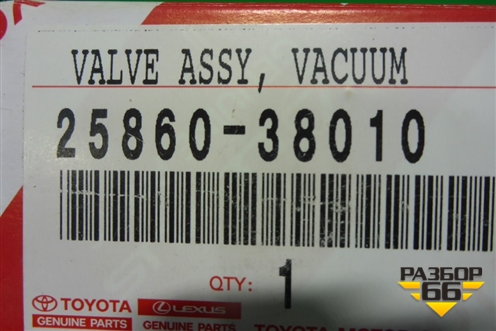 VALVE ASSY, VACUUM
25860-38010
QTY: 1
TOYOTA
GENUINE PARTS
LEXUS
GENUINE PARTS
РАЗБОР
66